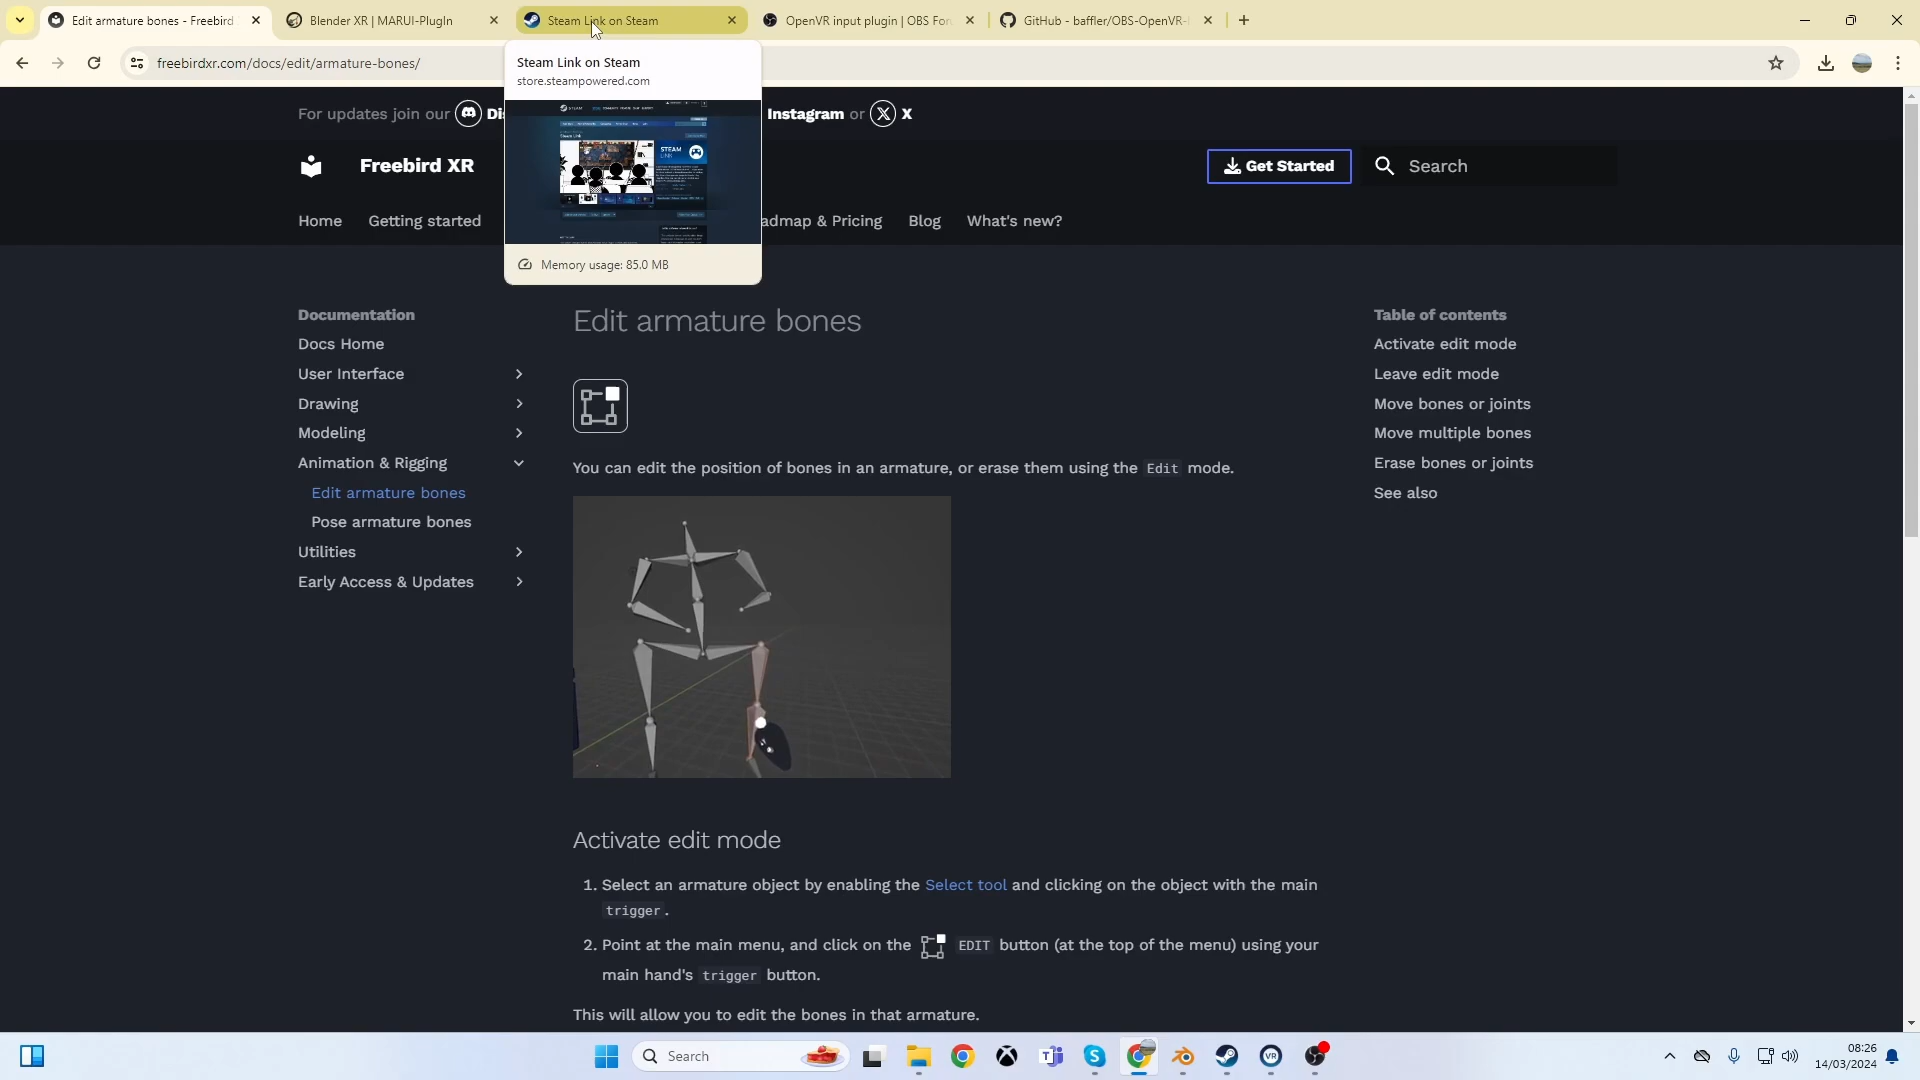 Edit armature bones - Freebird
Blender XR | MARUI-PlugIn
Steam Link on Steam
OpenVR input plugin | OBS For
GitHub - baffler/OBS-OpenVR-
freebirdxr.com/docs/edit/armature-bones/
Steam Link on Steam
store.steampowered.com
Memory usage: 85.0 MB
For updates join our
Instagram or X
Freebird XR
Get Started
Search
Home
Getting started
admap & Pricing
Blog
What's new?
Documentation
Docs Home
User Interface
Drawing
Modeling
Animation & Rigging
Edit armature bones
Pose armature bones
Utilities
Early Access & Updates
Edit armature bones
You can edit the position of bones in an armature, or erase them using the Edit mode.
Activate edit mode
1. Select an armature object by enabling the Select tool and clicking on the object with the main
trigger.
2. Point at the main menu, and click on the EDIT button (at the top of the menu) using your
main hand's trigger button.
This will allow you to edit the bones in that armature.
Table of contents
Activate edit mode
Leave edit mode
Move bones or joints
Move multiple bones
Erase bones or joints
See also
Search
08:26
14/03/2024